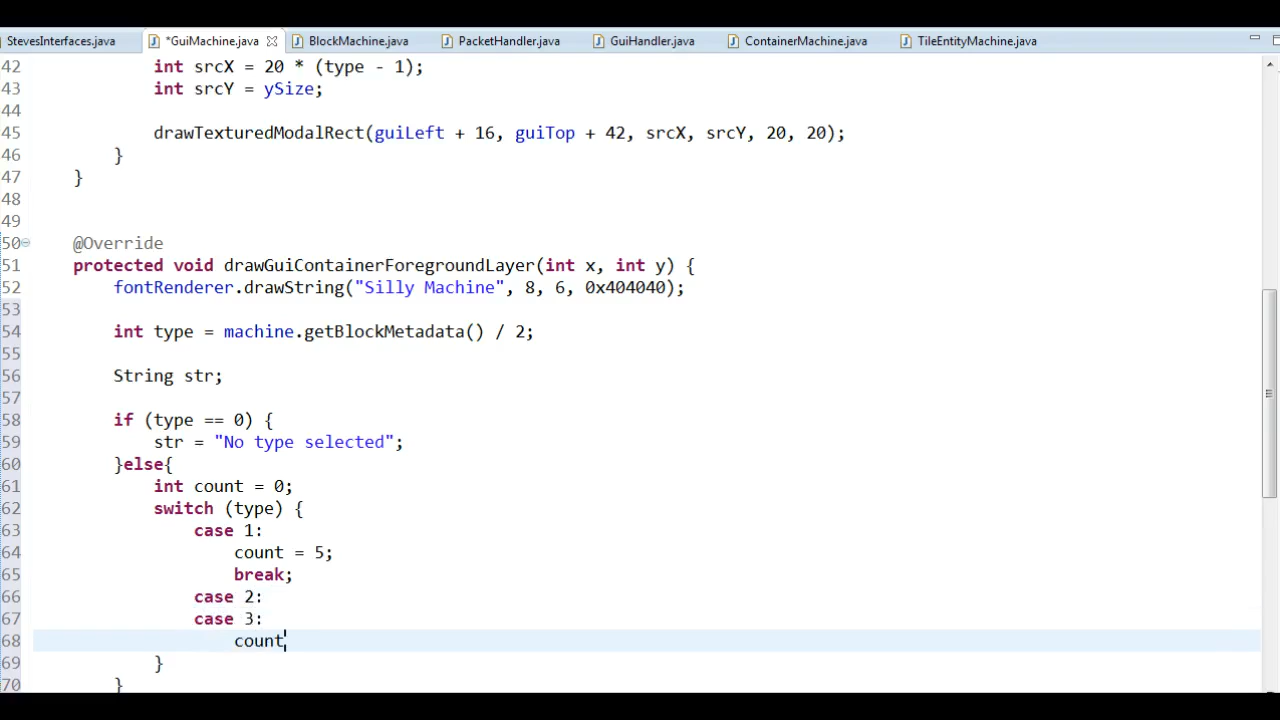 StevesInterfaces.java *GuiMachine.java BlockMachine.java PacketHandler.java GuiHandler.java ContainerMachine.java TileEntityMachine.java
42 int srcX = 20 * (type - 1);
43 int srcY = ySize;
44
45 drawTexturedModalRect(guiLeft + 16, guiTop + 42, srcX, srcY, 20, 20);
46 }
47 }
48
49
50 @Override
51 protected void drawGuiContainerForegroundLayer(int x, int y) {
52 fontRenderer.drawString("Silly Machine", 8, 6, 0x404040);
53
54 int type = machine.getBlockMetadata() / 2;
55
56 String str;
57
58 if (type == 0) {
59 str = "No type selected";
60 }else{
61 int count = 0;
62 switch (type) {
63 case 1:
64 count = 5;
65 break;
66 case 2:
67 case 3:
68 count
69 }
70 }